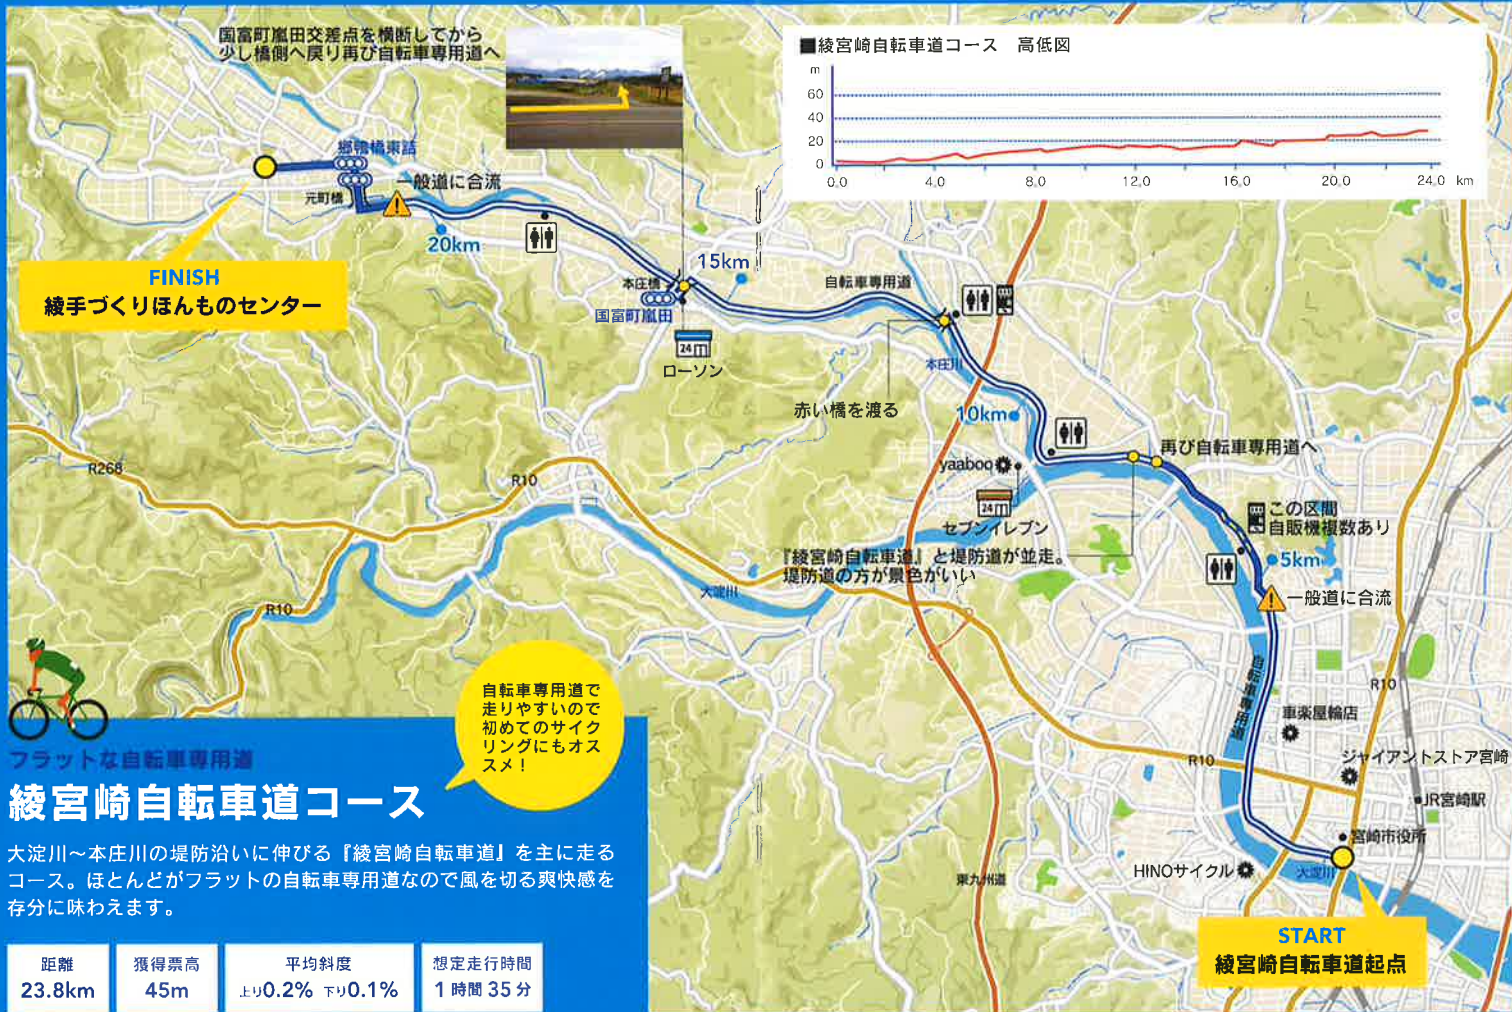 国富町嵐田交差点を横断してから
少し橋側へ戻り再び自転車専用道へ
■綾宮崎自転車道コース　高低図
m
60
40
20
0
0.0
4.0
8.0
12.0
16.0
20.0
24.0
km
郷鴨橋東詰
元町橋
一般道に合流
20km
FINISH
綾手づくりほんものセンター
本庄橋
国富町嵐田
15km
自転車専用道
24
ローソン
本庄川
赤い橋を渡る
10km
yaaboo
24
セブンイレブン
再び自転車専用道へ
この区間
自販機複数あり
5km
一般道に合流
『綾宮崎自転車道』と堤防道が並走。
堤防道の方が景色がいい
R268
R10
R10
大淀川
自転車専用道
R10
車楽屋輪店
ジャイアントストア宮崎
R10
JR宮崎駅
宮崎市役所
HINOサイクル
大淀川
東九州道
START
綾宮崎自転車道起点
自転車専用道で
走りやすいので
初めてのサイク
リングにもオス
スメ！
フラットな自転車専用道
綾宮崎自転車道コース
大淀川～本庄川の堤防沿いに伸びる『綾宮崎自転車道』を主に走る
コース。ほとんどがフラットの自転車専用道なので風を切る爽快感を
存分に味わえます。
距離
23.8km
獲得票高
45m
平均斜度
上り0.2% 下り0.1%
想定走行時間
1時間35分